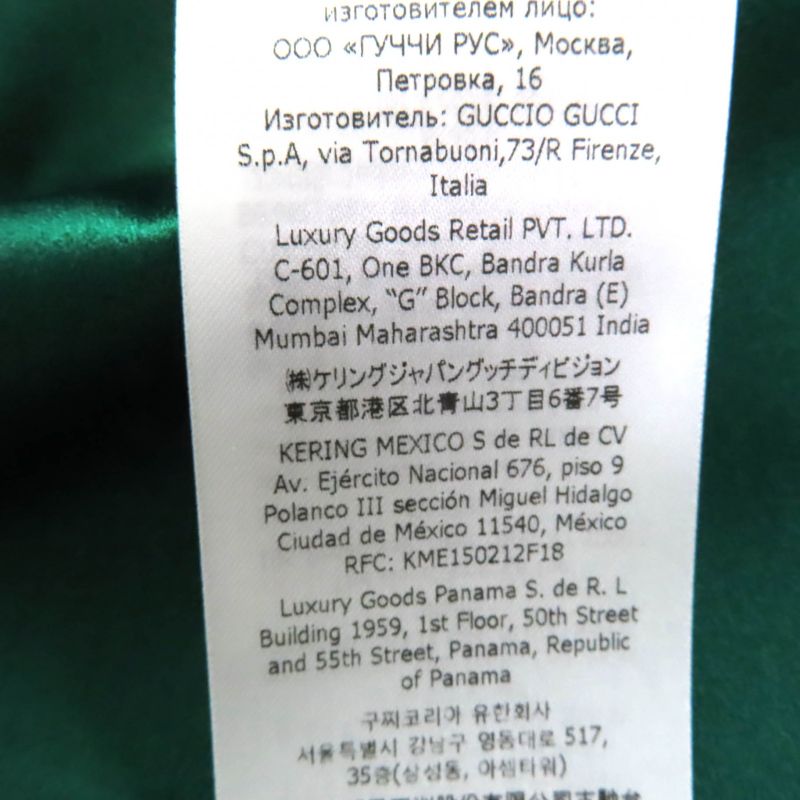 изготовителем лицо:
ООО «ГУЧЧИ РУС», Москва,
Петровка, 16
Изготовитель: GUCCIO GUCCI
S.p.A, via Tornabuoni,73/R Firenze,
Italia
Luxury Goods Retail PVT. LTD.
C-601, One BKC, Bandra Kurla
Complex, “G” Block, Bandra (E)
Mumbai Maharashtra 400051 India
㈱ケリングジャパングッチディビジョン
東京都港区北青山3丁目6番7号
KERING MEXICO S de RL de CV
Av. Ejército Nacional 676, piso 9
Polanco III sección Miguel Hidalgo
Ciudad de México 11540, México
RFC: KME150212F18
Luxury Goods Panama S. de R. L
Building 1959, 1st Floor, 50th Street
and 55th Street, Panama, Republic
of Panama
구찌코리아 유한회사
서울특별시 강남구 영동대로 517,
35층(삼성동, 아셈타워)